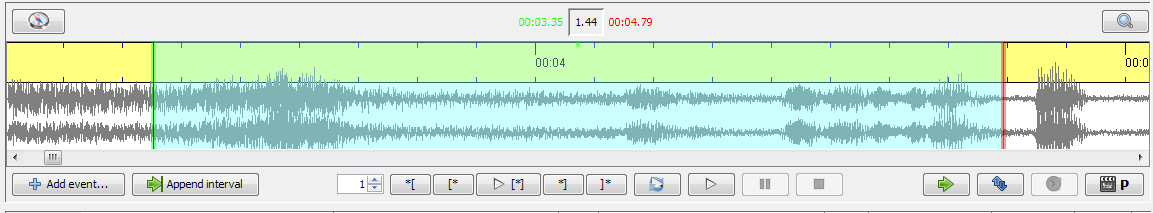 00:03.35 1.44 00:04.79
00:04 00:0
Add event... Append interval 1 *[ [* [*] *] ]* P